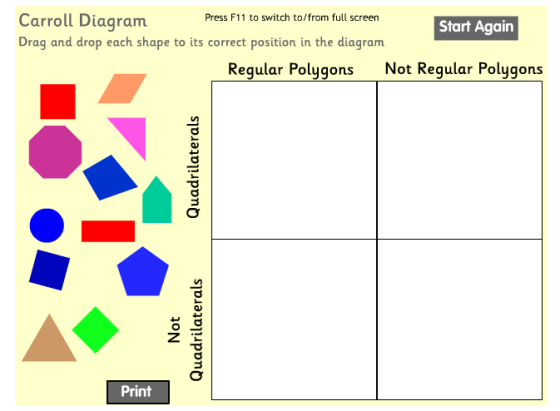 Carroll Diagram
Press F11 to switch to/from full screen
Start Again
Drag and drop each shape to its correct position in the diagram
Regular Polygons
Not Regular Polygons
Quadrilaterals
Not
Quadrilaterals
Print